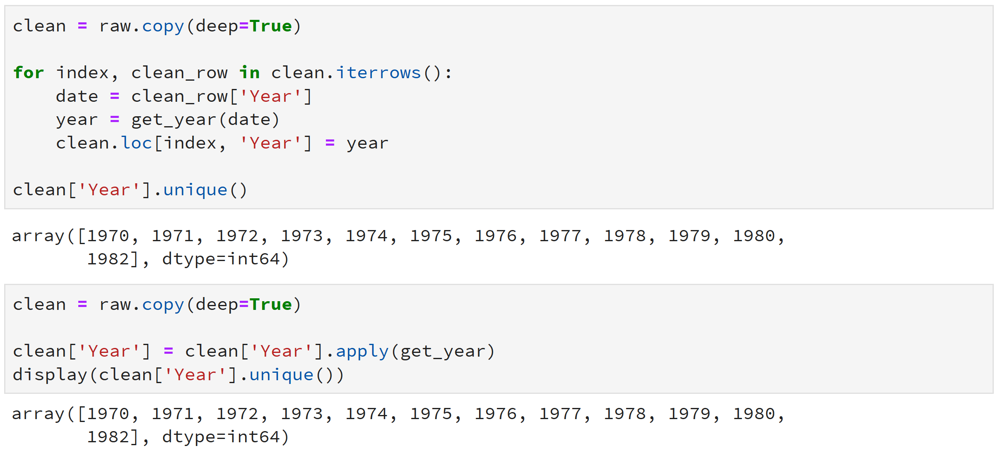 clean = raw.copy(deep=True)

for index, clean_row in clean.iterrows():
    date = clean_row['Year']
    year = get_year(date)
    clean.loc[index, 'Year'] = year

clean['Year'].unique()
array([1970, 1971, 1972, 1973, 1974, 1975, 1976, 1977, 1978, 1979, 1980,
       1982], dtype=int64)
clean = raw.copy(deep=True)

clean['Year'] = clean['Year'].apply(get_year)
display(clean['Year'].unique())
array([1970, 1971, 1972, 1973, 1974, 1975, 1976, 1977, 1978, 1979, 1980,
       1982], dtype=int64)